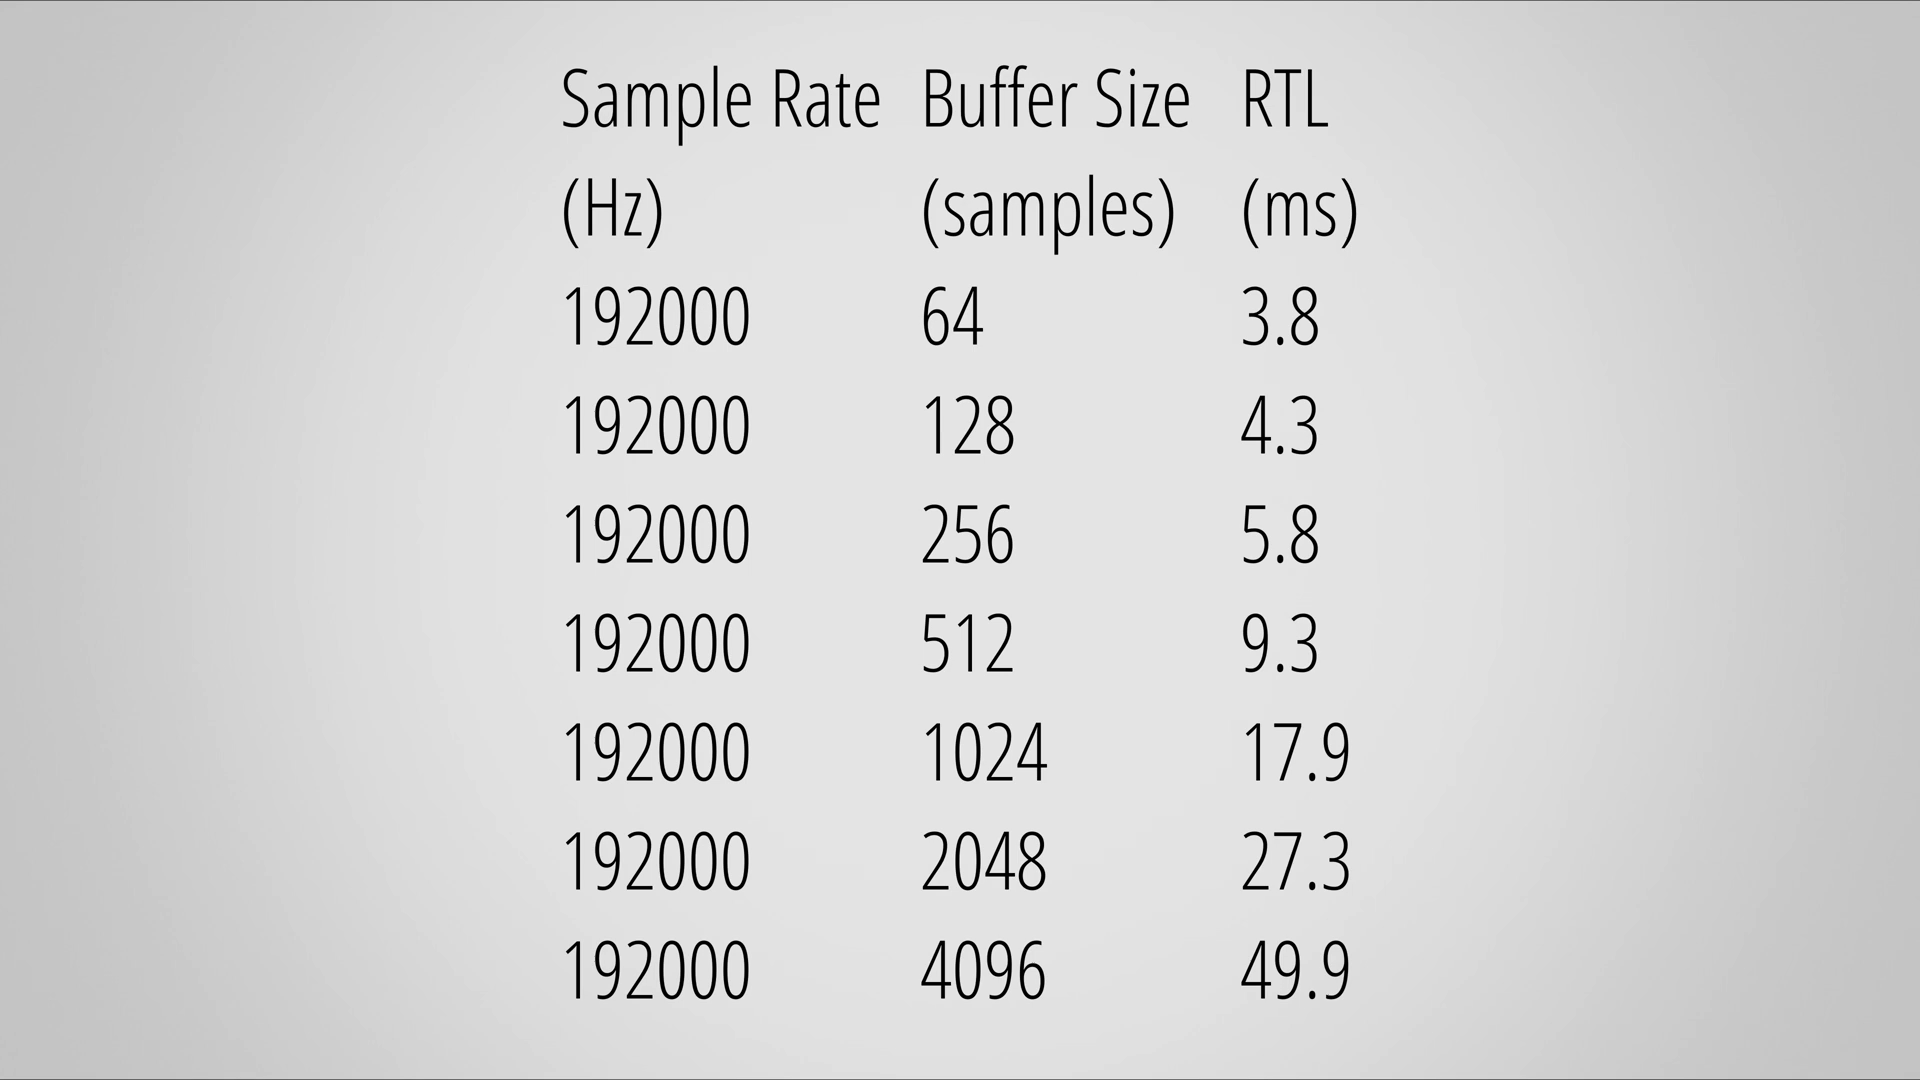 Sample Rate Buffer Size RTL
(Hz) (samples) (ms)
192000 64 3.8
192000 128 4.3
192000 256 5.8
192000 512 9.3
192000 1024 17.9
192000 2048 27.3
192000 4096 49.9